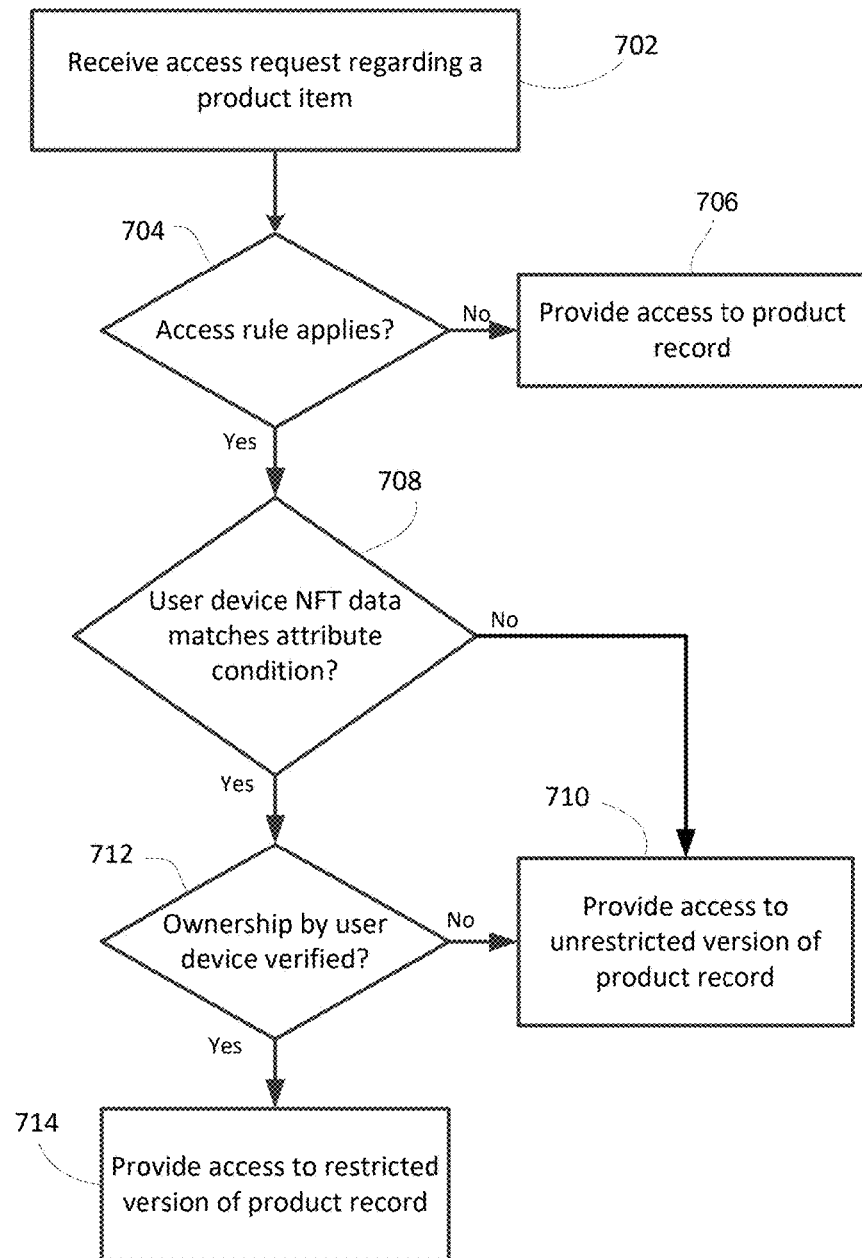 Receive access request regarding a
product item
702
704
Access rule applies?
No
706
Provide access to product
record
Yes
708
User device NFT data
matches attribute
condition?
No
Yes
710
712
Ownership by user
device verified?
No
Provide access to
unrestricted version of
product record
Yes
714
Provide access to restricted
version of product record